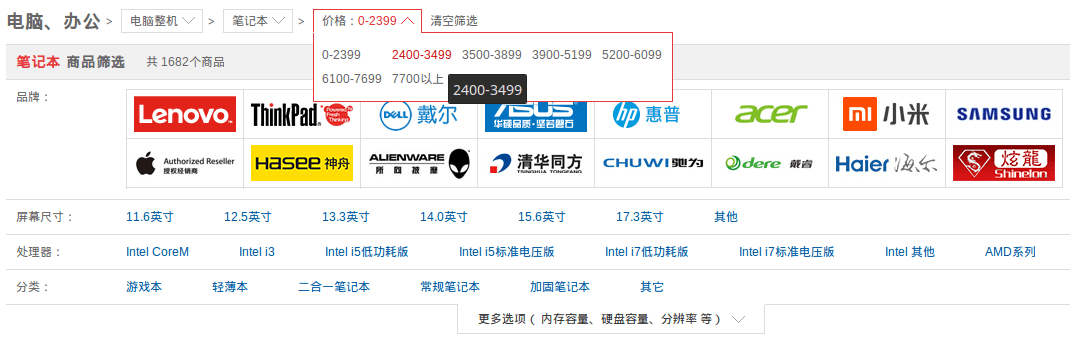 电脑、办公 > 电脑整机 > 笔记本 > 价格：0-2399 清空筛选
0-2399 2400-3499 3500-3899 3900-5199 5200-6099
6100-7699 7700以上
2400-3499
笔记本 商品筛选 共 1682个商品
品牌：
Lenovo. ThinkPad Powered by Fresh Thinking DELL 戴尔 ASUS 华硕品质·坚若磐石 hp 惠普 acer mi 小米 SAMSUNG
Authorized Reseller 授权经销商 HASEE 神舟 ALIENWARE 所向披靡 清华同方 TSINGHUA TONGFANG CHUWI 驰为 dere 戴睿 Haier 海尔 炫龍 Shinelon
屏幕尺寸： 11.6英寸 12.5英寸 13.3英寸 14.0英寸 15.6英寸 17.3英寸 其他
处理器： Intel CoreM Intel i3 Intel i5低功耗版 Intel i5标准电压版 Intel i7低功耗版 Intel i7标准电压版 Intel 其他 AMD系列
分类： 游戏本 轻薄本 二合一笔记本 常规笔记本 加固笔记本 其它
更多选项（ 内存容量、硬盘容量、分辨率 等 ）